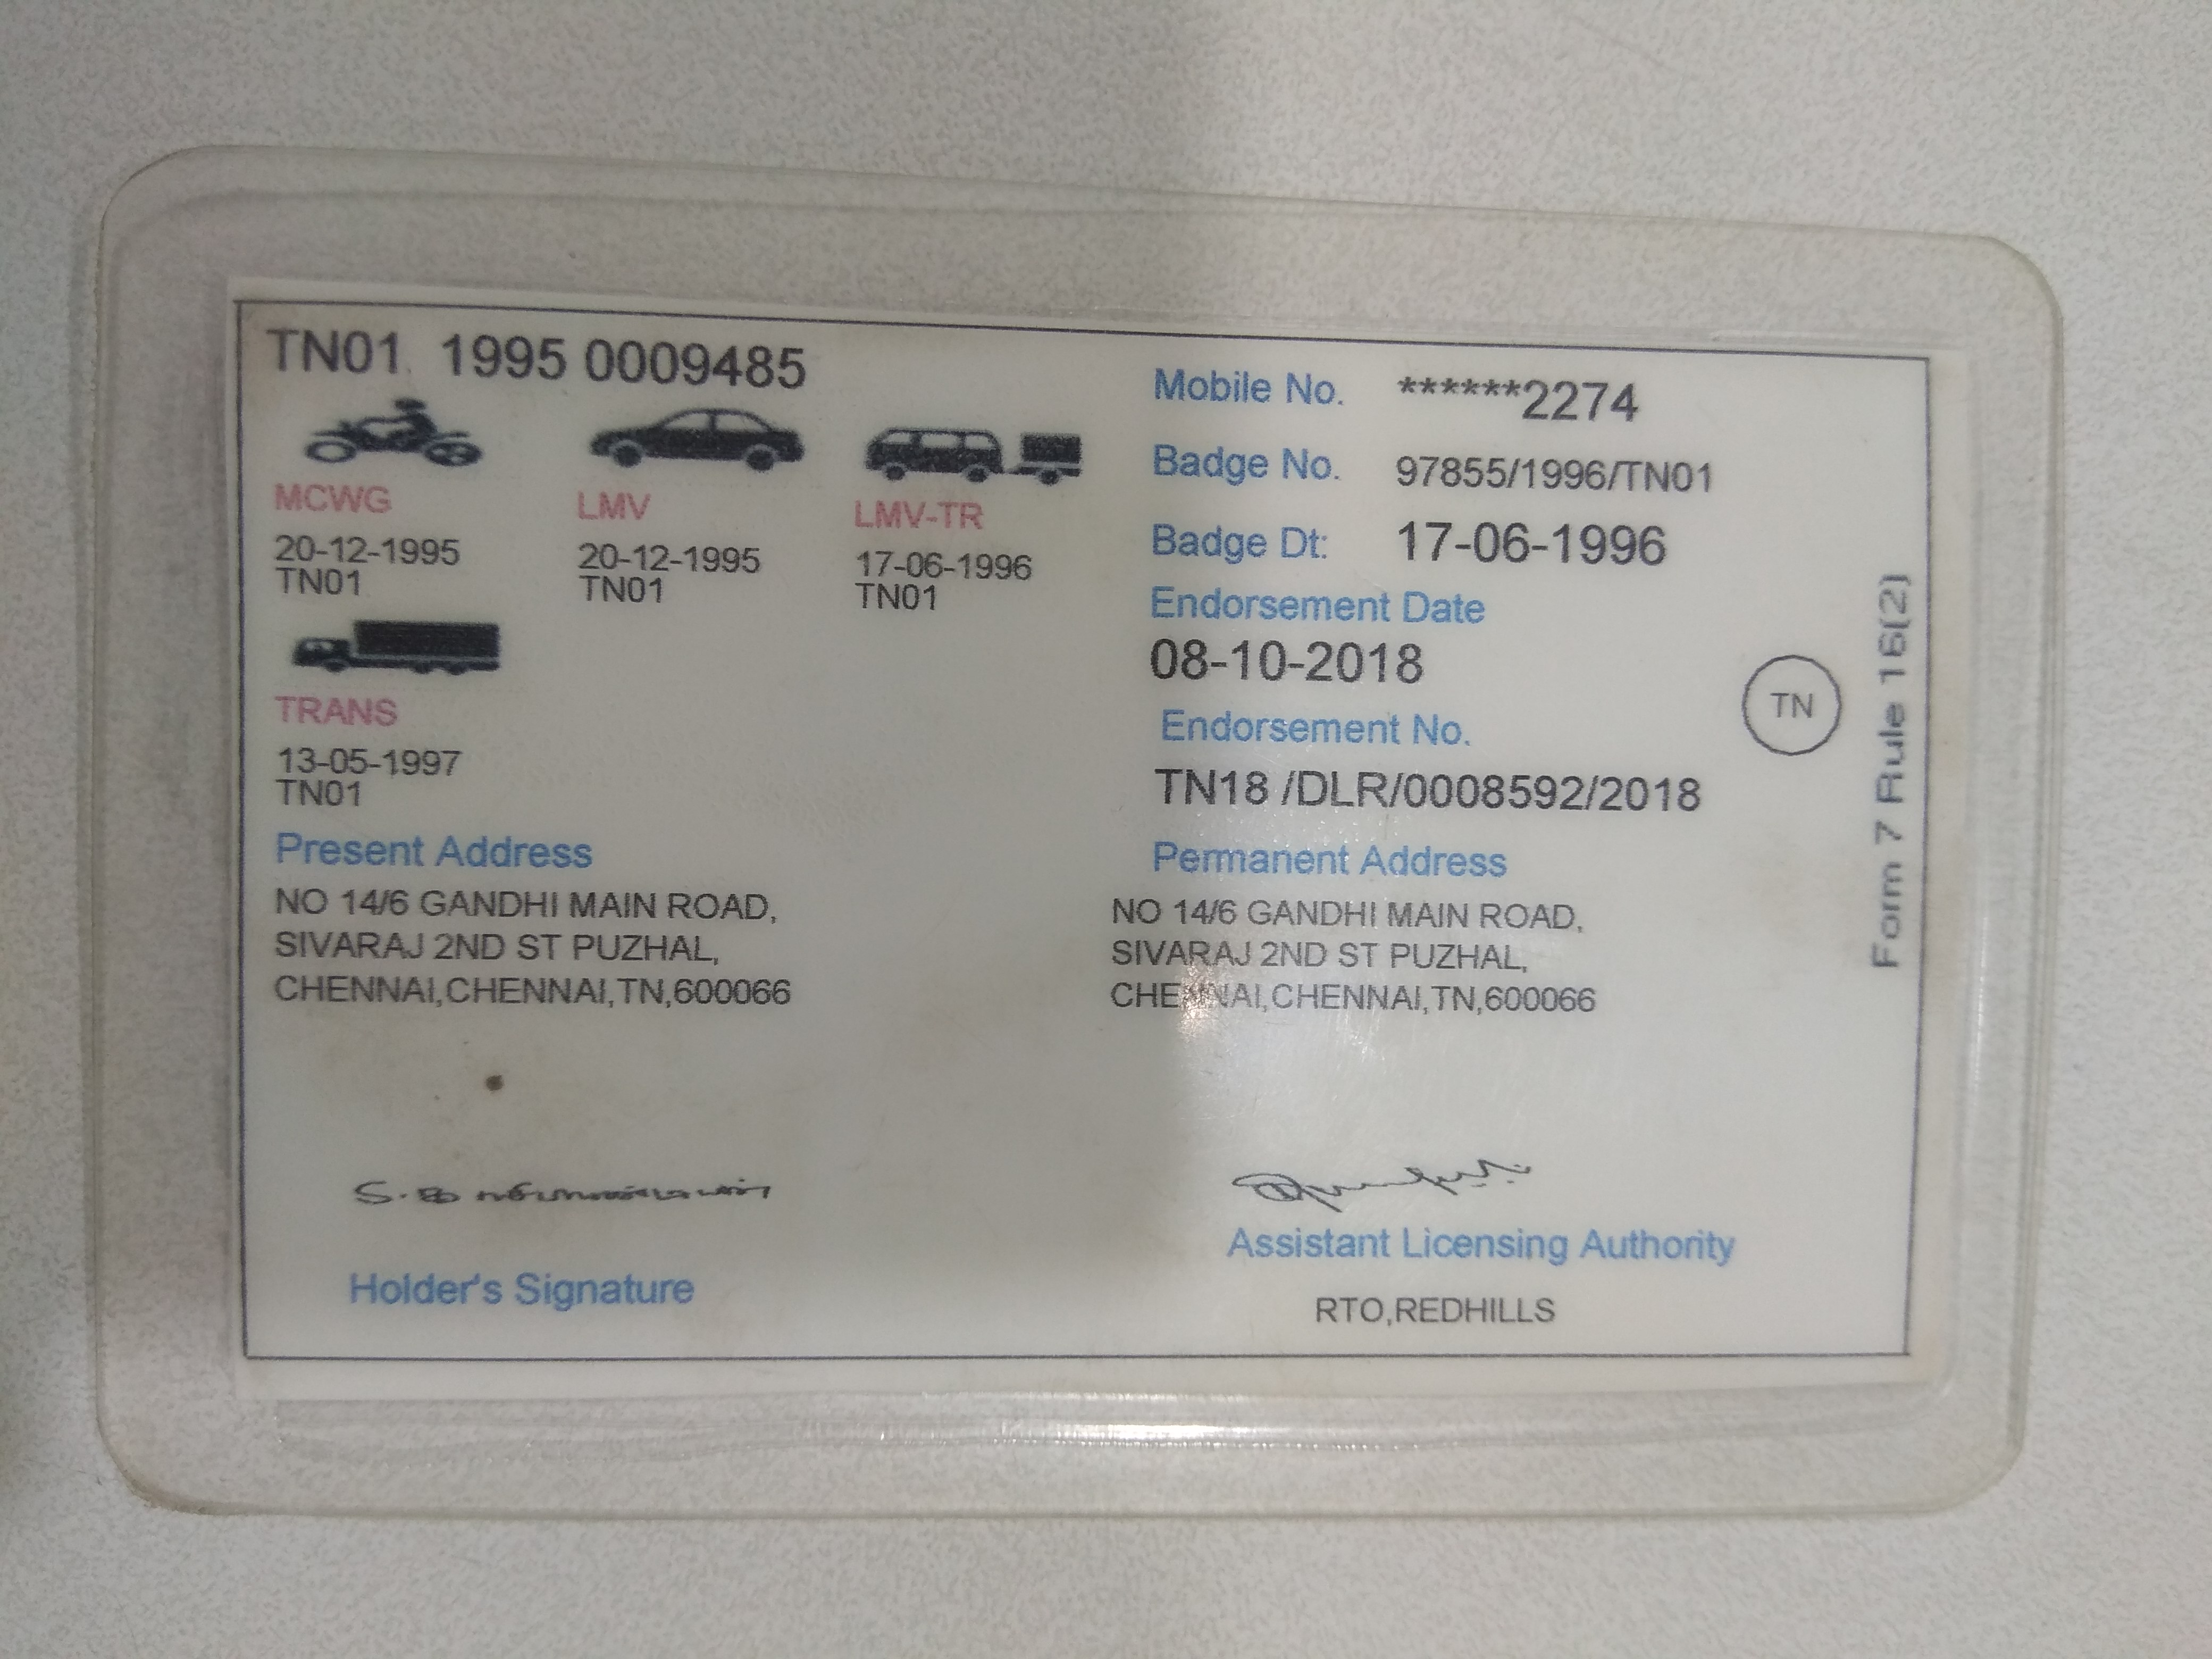 TN01 1995 0009485
MCWG
20-12-1995
TN01
LMV
20-12-1995
TN01
LMV-TR
17-06-1996
TN01
TRANS
13-05-1997
TN01
Mobile No. ******2274
Badge No. 97855/1996/TN01
Badge Dt: 17-06-1996
Endorsement Date
08-10-2018
Endorsement No.
TN18 /DLR/0008592/2018
TN
Form 7 Rule 16(2)
Present Address
NO 14/6 GANDHI MAIN ROAD,
SIVARAJ 2ND ST PUZHAL,
CHENNAI,CHENNAI,TN,600066
Permanent Address
NO 14/6 GANDHI MAIN ROAD,
SIVARAJ 2ND ST PUZHAL,
CHENNAI,CHENNAI,TN,600066
Holder's Signature
Assistant Licensing Authority
RTO,REDHILLS